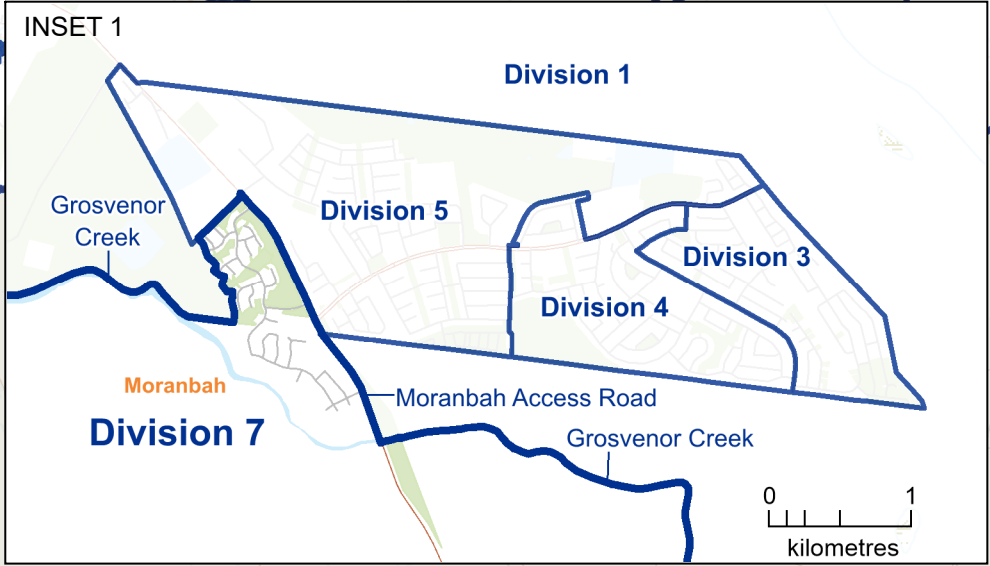 INSET 1
Division 1
Grosvenor
Creek
Division 5
Division 3
Division 4
Moranbah
Moranbah Access Road
Division 7
Grosvenor Creek
0 1
kilometres